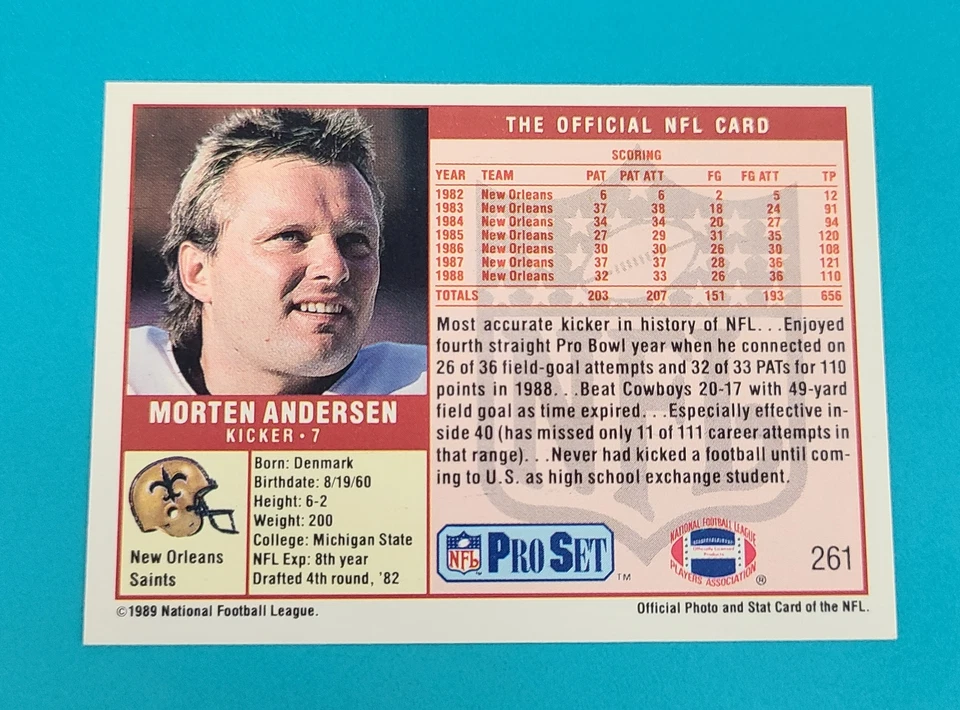 THE OFFICIAL NFL CARD
SCORING
YEAR TEAM PAT PAT ATT FG FG ATT TP
1982 New Orleans 6 6 2 5 12
1983 New Orleans 37 38 18 24 91
1984 New Orleans 34 34 20 27 94
1985 New Orleans 27 29 31 35 120
1986 New Orleans 30 30 26 30 108
1987 New Orleans 37 37 28 36 121
1988 New Orleans 32 33 26 36 110
TOTALS 203 207 151 193 656
Most accurate kicker in history of NFL. . .Enjoyed
fourth straight Pro Bowl year when he connected on
26 of 36 field-goal attempts and 32 of 33 PATs for 110
points in 1988. . .Beat Cowboys 20-17 with 49-yard
field goal as time expired. . .Especially effective in-
side 40 (has missed only 11 of 111 career attempts in
that range). . .Never had kicked a football until com-
ing to U.S. as high school exchange student.
MORTEN ANDERSEN
KICKER • 7
New Orleans
Saints
Born: Denmark
Birthdate: 8/19/60
Height: 6-2
Weight: 200
College: Michigan State
NFL Exp: 8th year
Drafted 4th round, '82
NFL PRO SET TM
NATIONAL FOOTBALL LEAGUE
Officially Licensed
Products
PLAYERS ASSOCIATION ®
261
©1989 National Football League.
Official Photo and Stat Card of the NFL.
NFL